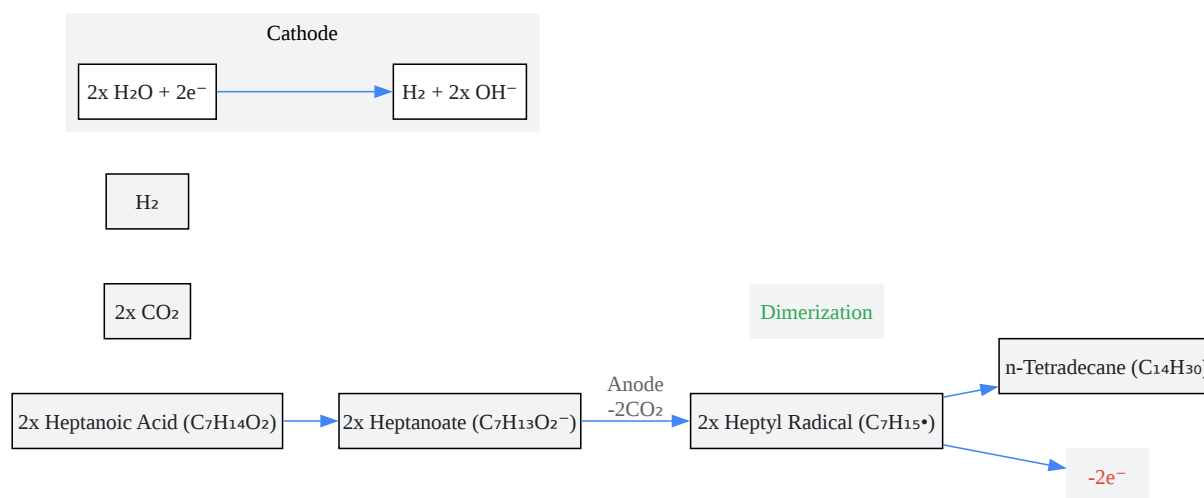 Cathode
2x H₂O + 2e⁻
H₂ + 2x OH⁻
H₂
2x CO₂
Dimerization
n-Tetradecane (C₁₄H₃₀)
Anode
-2CO₂
2x Heptanoic Acid (C₇H₁₄O₂)
2x Heptanoate (C₇H₁₃O₂⁻)
2x Heptyl Radical (C₇H₁₅•)
-2e⁻